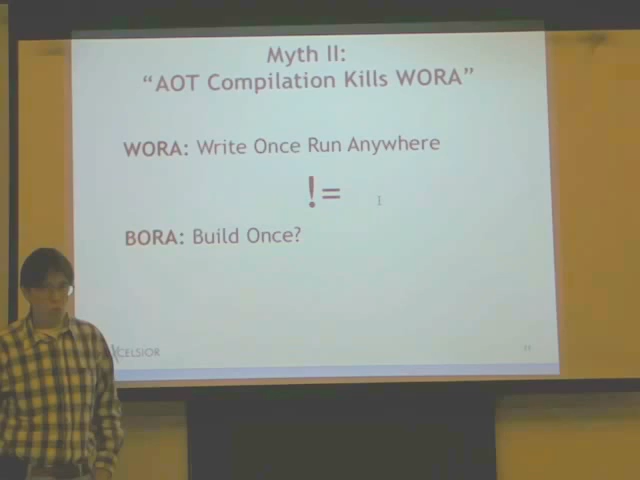 Myth II:
“AOT Compilation Kills WORA”
WORA: Write Once Run Anywhere
!=
BORA: Build Once?
CELSIOR